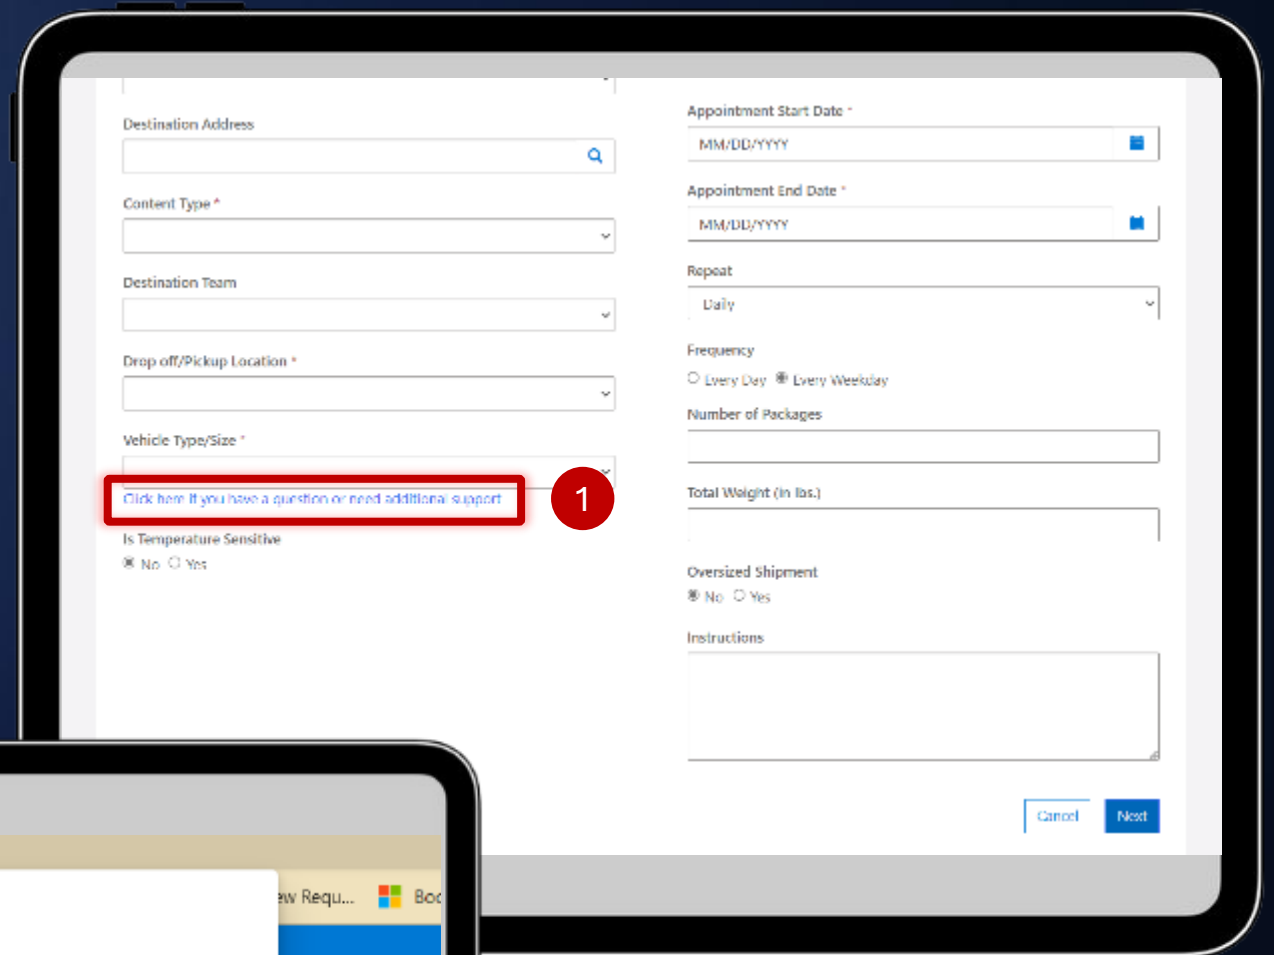 Destination Address
Content Type *
Destination Team
Drop off/Pickup Location *
Vehicle Type/Size *
Click here if you have a question or need additional support
1
Is Temperature Sensitive
No Yes
Appointment Start Date *
MM/DD/YYYY
Appointment End Date *
MM/DD/YYYY
Repeat
Daily
Frequency
Every Day Every Weekday
Number of Packages
Total Weight (in lbs.)
Oversized Shipment
No Yes
Instructions
Cancel Next
ew Requ... Boo